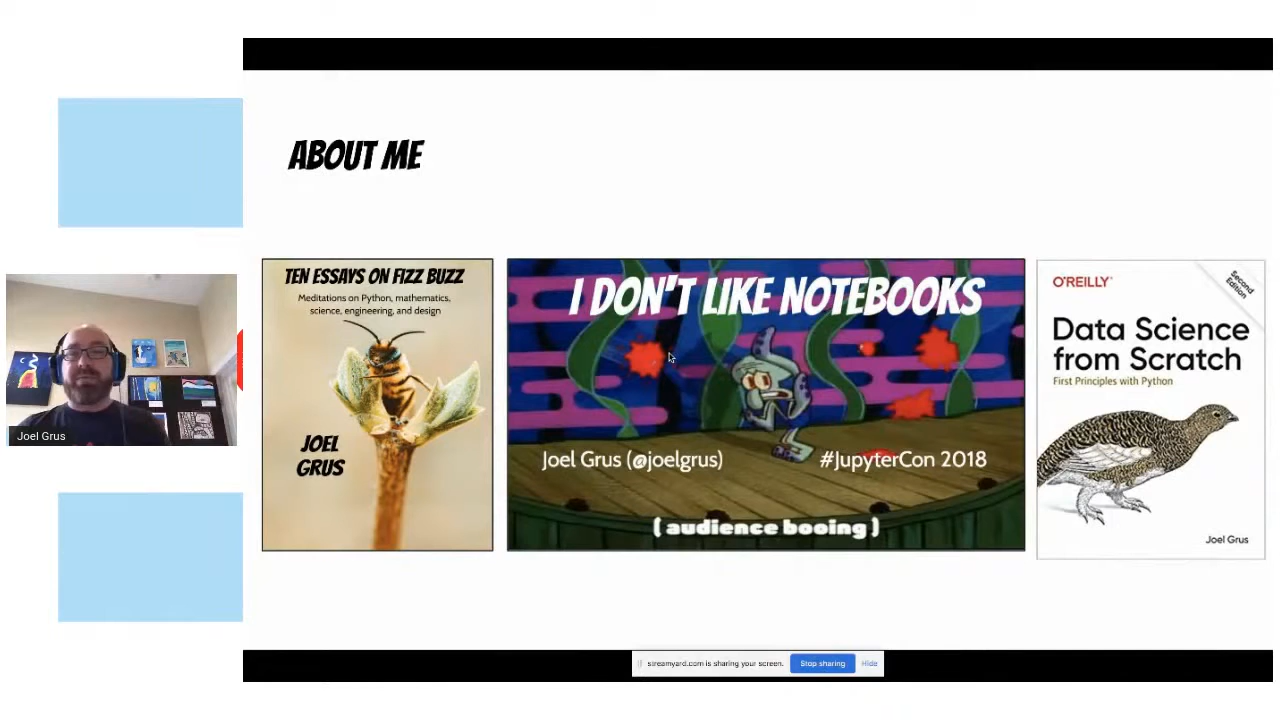 ABOUT ME
TEN ESSAYS ON FIZZ BUZZ
Meditations on Python, mathematics,
science, engineering, and design
JOEL
GRUS
I DON'T LIKE NOTEBOOKS
Joel Grus (@joelgrus)
#JupyterCon 2018
( audience booing )
O'REILLY®
Second
Edition
Data Science
from Scratch
First Principles with Python
Joel Grus
Joel Grus
streamyard.com is sharing your screen.
Stop sharing
Hide